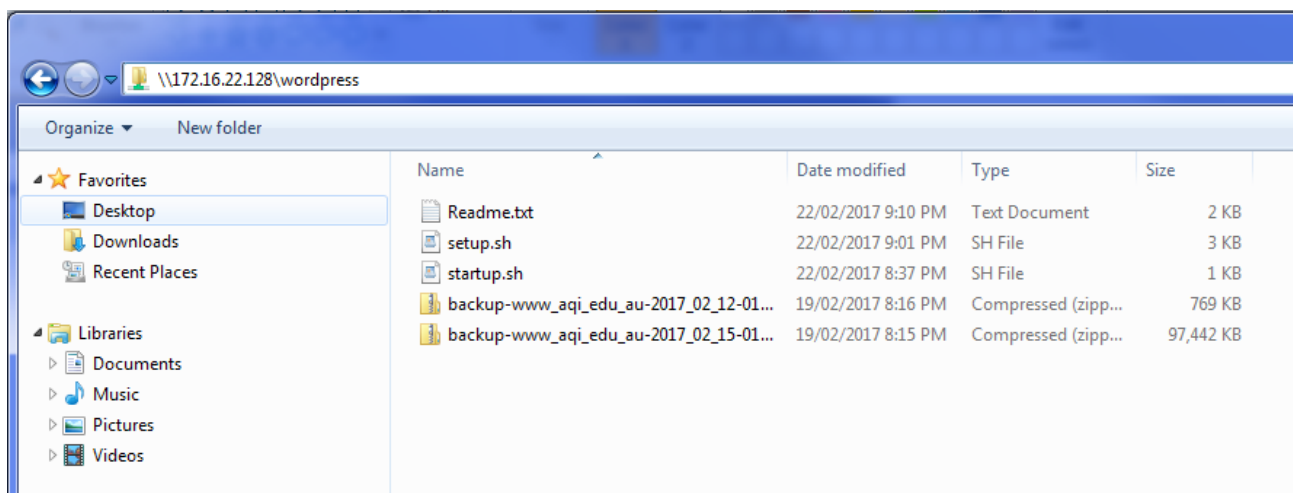 \\172.16.22.128\wordpress
Organize New folder
Name Date modified Type Size
Favorites
Desktop
Downloads
Recent Places
Libraries
Documents
Music
Pictures
Videos
Readme.txt 22/02/2017 9:10 PM Text Document 2 KB
setup.sh 22/02/2017 9:01 PM SH File 3 KB
startup.sh 22/02/2017 8:37 PM SH File 1 KB
backup-www_aqi_edu_au-2017_02_12-01... 19/02/2017 8:16 PM Compressed (zipp... 769 KB
backup-www_aqi_edu_au-2017_02_15-01... 19/02/2017 8:15 PM Compressed (zipp... 97,442 KB